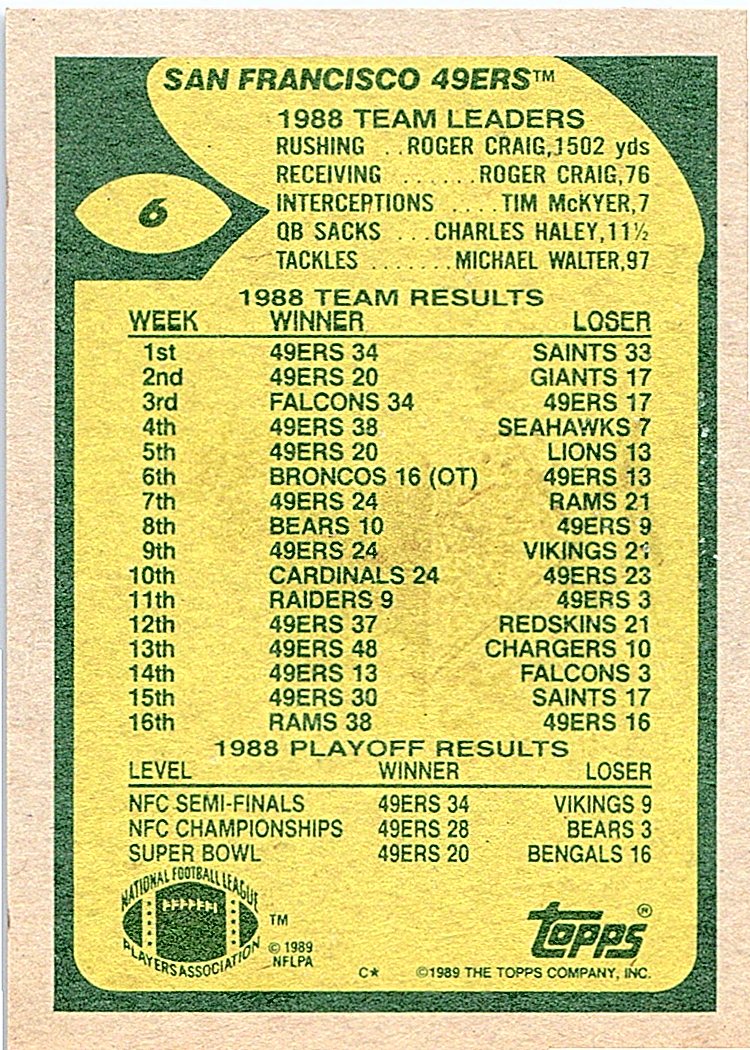 SAN FRANCISCO 49ERS™
1988 TEAM LEADERS
RUSHING ..ROGER CRAIG,1502 yds
RECEIVING .......ROGER CRAIG,76
6
INTERCEPTIONS ....TIM McKYER,7
QB SACKS ...CHARLES HALEY,11½
TACKLES .......MICHAEL WALTER,97
1988 TEAM RESULTS
WEEK WINNER LOSER
1st 49ERS 34 SAINTS 33
2nd 49ERS 20 GIANTS 17
3rd FALCONS 34 49ERS 17
4th 49ERS 38 SEAHAWKS 7
5th 49ERS 20 LIONS 13
6th BRONCOS 16 (OT) 49ERS 13
7th 49ERS 24 RAMS 21
8th BEARS 10 49ERS 9
9th 49ERS 24 VIKINGS 21
10th CARDINALS 24 49ERS 23
11th RAIDERS 9 49ERS 3
12th 49ERS 37 REDSKINS 21
13th 49ERS 48 CHARGERS 10
14th 49ERS 13 FALCONS 3
15th 49ERS 30 SAINTS 17
16th RAMS 38 49ERS 16
1988 PLAYOFF RESULTS
LEVEL WINNER LOSER
NFC SEMI-FINALS 49ERS 34 VIKINGS 9
NFC CHAMPIONSHIPS 49ERS 28 BEARS 3
SUPER BOWL 49ERS 20 BENGALS 16
NATIONAL FOOTBALL LEAGUE
PLAYERS ASSOCIATION
TM
© 1989
NFLPA
topps®
C★ ©1989 THE TOPPS COMPANY, INC.